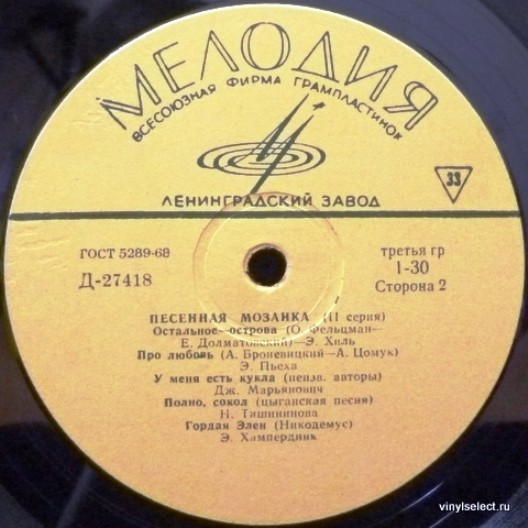 МЕЛОДИЯ
ВСЕСОЮЗНАЯ ФИРМА ГРАМПЛАСТИНОК
33
ЛЕНИНГРАДСКИЙ ЗАВОД
ГОСТ 5289-68
третья гр
Д-27418
1-30
Сторона 2
ПЕСЕННАЯ МОЗАИКА (11 серия)
Остальное—острова (О. Фельцман—
Е. Долматовский)—Э. Хиль
Про любовь (А. Броневицкий—А. Цомук)
Э. Пьеха
У меня есть кукла (неизв. авторы)
Дж. Марьянович
Полно, сокол (цыганская песня)
Н. Тишининова
Гордая Элен (Никодемус)
Э. Хампердинк
vinylselect.ru